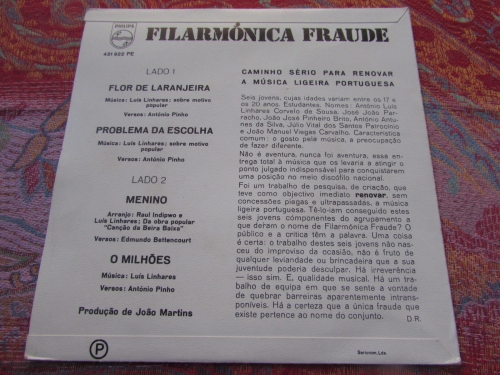 PHILIPS
431 922 PE
FILARMÓNICA FRAUDE
LADO 1
FLOR DE LARANJEIRA
Música: Luís Linhares; sobre motivo
popular
Versos: António Pinho
PROBLEMA DA ESCOLHA
Música: Luís Linhares; sobre motivo
popular
Versos: António Pinho
LADO 2
MENINO
Arranjo: Raul Indipwo e
Luís Linhares; Da obra popular
"Canção da Beira Baixa"
Versos: Edmundo Bettencourt
O MILHÕES
Música: Luís Linhares
Versos: António Pinho
Produção de João Martins
P
CAMINHO SÉRIO PARA RENOVAR
A MÚSICA LIGEIRA PORTUGUESA
Seis jovens, cujas idades variam entre os 17 e
os 20 anos. Estudantes. Nomes: António Luís
Linhares Corvelo de Sousa, José João Par-
racho, João José Pinheiro Brito, António Antu-
nes da Silva, Júlio Vital dos Santos Patrocínio
e João Manuel Viegas Carvalho. Característica
comum: o gosto pela música, a preocupação
de fazer diferente.
Não é aventura, nunca foi aventura, essa en-
trega total à música que os levaria a atingir o
ponto julgado indispensável para conquistarem
uma posição no meio discófilo nacional.
Foi um trabalho de pesquisa, de criação, que
teve como objectivo imediato renovar, sem
concessões piegas e ultrapassadas, a música
ligeira portuguesa. Tê-lo-iam conseguido estes
seis jovens componentes do agrupamento a
que deram o nome de Filarmónica Fraude? O
público e a crítica têm a palavra. Uma coisa
é certa: o trabalho destes seis jovens não nas-
ceu do improviso da ocasião, não é fruto de
qualquer leviandade ou brincadeira que a sua
juventude poderia desculpar. Há irreverência
— isso sim. E, qualidade musical. Há um tra-
balho de equipa em que se sente a vontade
de quebrar barreiras aparentemente intrans-
poníveis. Há a certeza que a única fraude que
existe pertence ao nome do conjunto.
D.R.